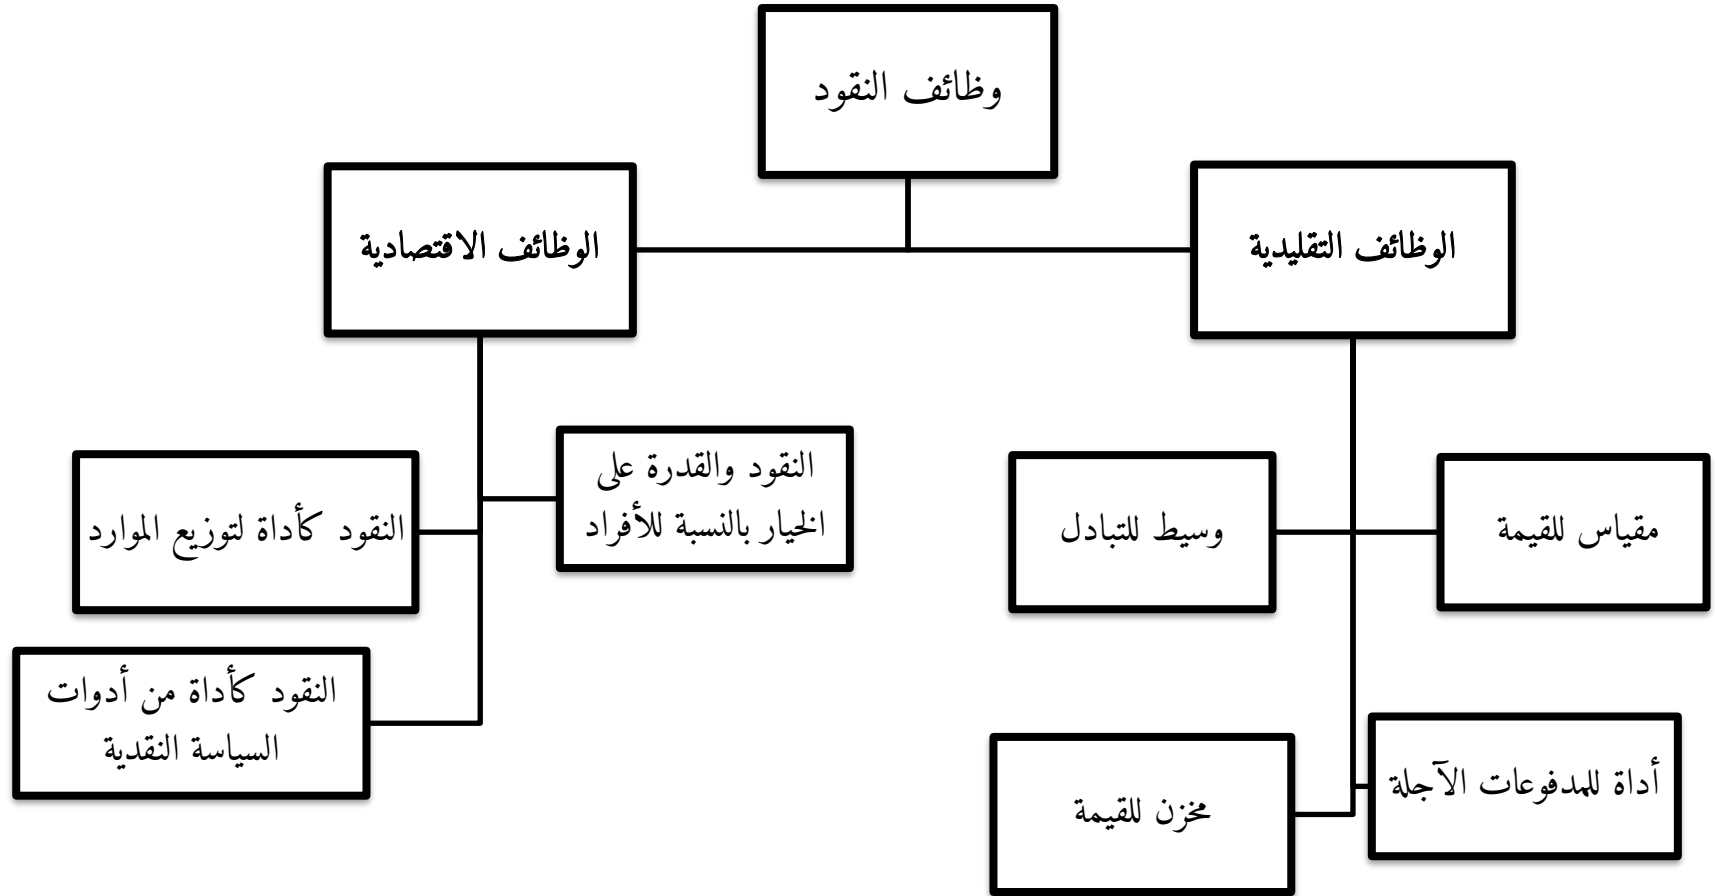 وظائف النقود
الوظائف التقليدية
الوظائف الاقتصادية
مقياس للقيمة
وسيط للتبادل
أداة للمدفوعات الآجلة
مخزن للقيمة
النقود والقدرة على
الخيار بالنسبة للأفراد
النقود كأداة لتوزيع الموارد
النقود كأداة من أدوات
السياسة النقدية